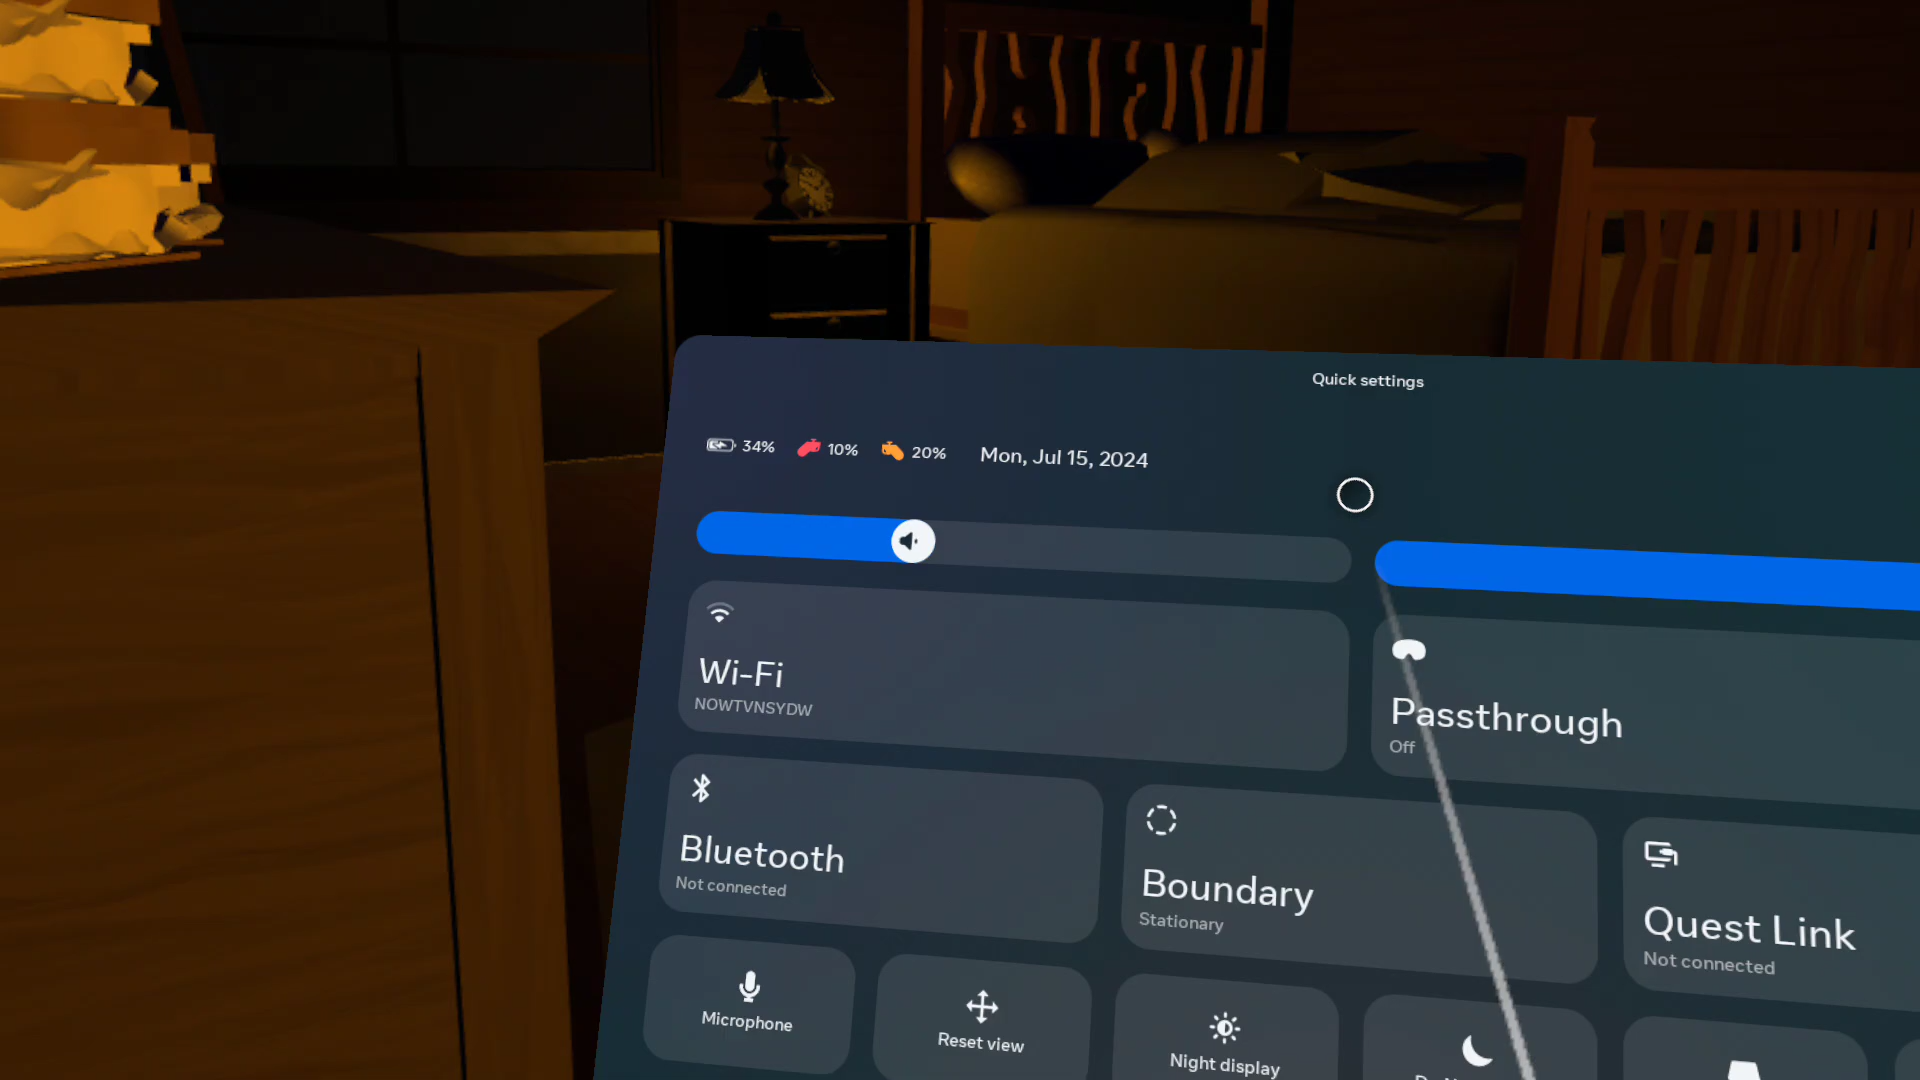 Quick settings
34% 10% 20% Mon, Jul 15, 2024
Wi-Fi
NOWTVNSYDW
Passthrough
Off
Bluetooth
Not connected
Boundary
Stationary
Quest Link
Not connected
Microphone
Reset view
Night display